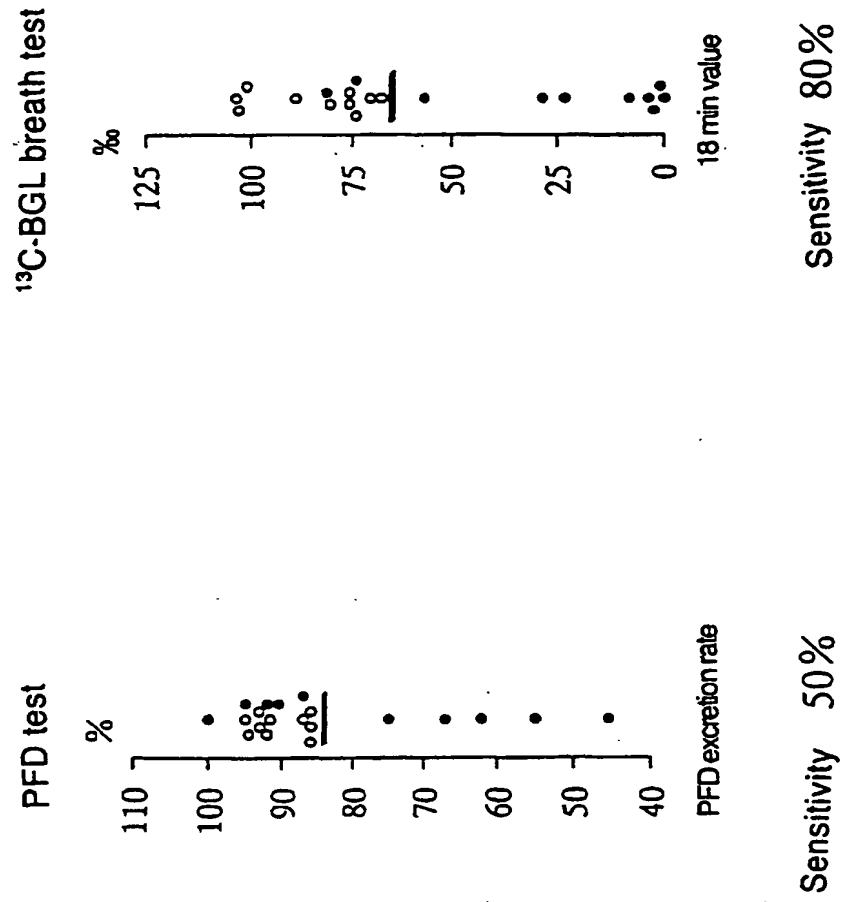 PFD test
%
110
100
90
80
70
60
50
40
PFD excretion rate
Sensitivity 50%
¹³C-BGL breath test
‰
125
100
75
50
25
0
18 min value
Sensitivity 80%